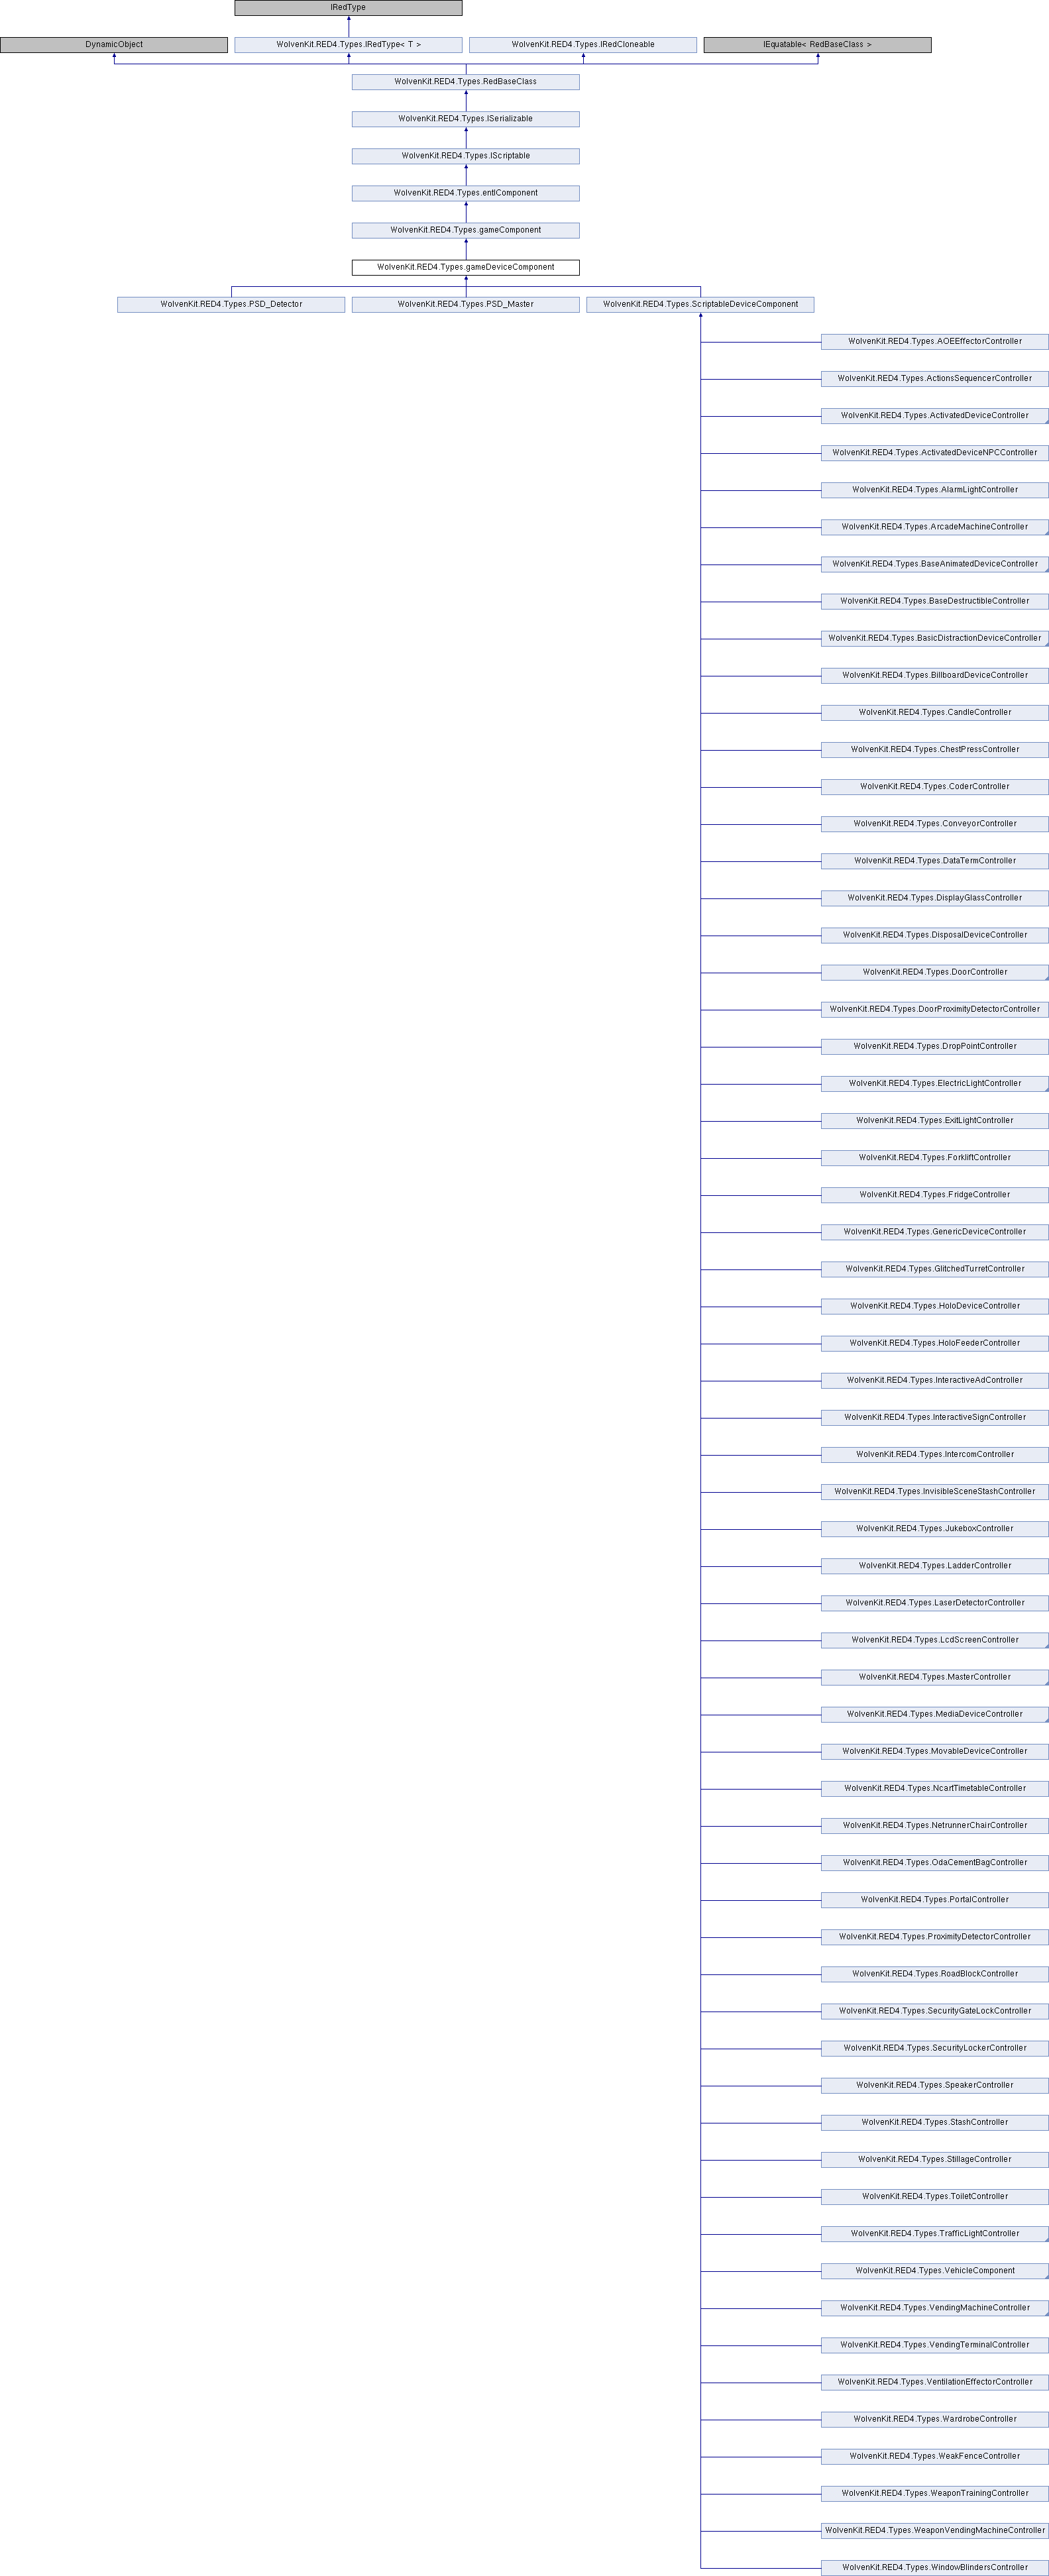 IRedType
DynamicObject
WolvenKit.RED4.Types.IRedType< T >
WolvenKit.RED4.Types.IRedCloneable
IEquatable< RedBaseClass >
WolvenKit.RED4.Types.RedBaseClass
WolvenKit.RED4.Types.ISerializable
WolvenKit.RED4.Types.IScriptable
WolvenKit.RED4.Types.entIComponent
WolvenKit.RED4.Types.gameComponent
WolvenKit.RED4.Types.gameDeviceComponent
WolvenKit.RED4.Types.PSD_Detector
WolvenKit.RED4.Types.PSD_Master
WolvenKit.RED4.Types.ScriptableDeviceComponent
WolvenKit.RED4.Types.AOEEffectorController
WolvenKit.RED4.Types.ActionsSequencerController
WolvenKit.RED4.Types.ActivatedDeviceController
WolvenKit.RED4.Types.ActivatedDeviceNPCController
WolvenKit.RED4.Types.AlarmLightController
WolvenKit.RED4.Types.ArcadeMachineController
WolvenKit.RED4.Types.BaseAnimatedDeviceController
WolvenKit.RED4.Types.BaseDestructibleController
WolvenKit.RED4.Types.BasicDistractionDeviceController
WolvenKit.RED4.Types.BillboardDeviceController
WolvenKit.RED4.Types.CandleController
WolvenKit.RED4.Types.ChestPressController
WolvenKit.RED4.Types.CoderController
WolvenKit.RED4.Types.ConveyorController
WolvenKit.RED4.Types.DataTermController
WolvenKit.RED4.Types.DisplayGlassController
WolvenKit.RED4.Types.DisposalDeviceController
WolvenKit.RED4.Types.DoorController
WolvenKit.RED4.Types.DoorProximityDetectorController
WolvenKit.RED4.Types.DropPointController
WolvenKit.RED4.Types.ElectricLightController
WolvenKit.RED4.Types.ExitLightController
WolvenKit.RED4.Types.ForkliftController
WolvenKit.RED4.Types.FridgeController
WolvenKit.RED4.Types.GenericDeviceController
WolvenKit.RED4.Types.GlitchedTurretController
WolvenKit.RED4.Types.HoloDeviceController
WolvenKit.RED4.Types.HoloFeederController
WolvenKit.RED4.Types.InteractiveAdController
WolvenKit.RED4.Types.InteractiveSignController
WolvenKit.RED4.Types.IntercomController
WolvenKit.RED4.Types.InvisibleSceneStashController
WolvenKit.RED4.Types.JukeboxController
WolvenKit.RED4.Types.LadderController
WolvenKit.RED4.Types.LaserDetectorController
WolvenKit.RED4.Types.LcdScreenController
WolvenKit.RED4.Types.MasterController
WolvenKit.RED4.Types.MediaDeviceController
WolvenKit.RED4.Types.MovableDeviceController
WolvenKit.RED4.Types.NcartTimetableController
WolvenKit.RED4.Types.NetrunnerChairController
WolvenKit.RED4.Types.OdaCementBagController
WolvenKit.RED4.Types.PortalController
WolvenKit.RED4.Types.ProximityDetectorController
WolvenKit.RED4.Types.RoadBlockController
WolvenKit.RED4.Types.SecurityGateLockController
WolvenKit.RED4.Types.SecurityLockerController
WolvenKit.RED4.Types.SpeakerController
WolvenKit.RED4.Types.StashController
WolvenKit.RED4.Types.StillageController
WolvenKit.RED4.Types.ToiletController
WolvenKit.RED4.Types.TrafficLightController
WolvenKit.RED4.Types.VehicleComponent
WolvenKit.RED4.Types.VendingMachineController
WolvenKit.RED4.Types.VendingTerminalController
WolvenKit.RED4.Types.VentilationEffectorController
WolvenKit.RED4.Types.WardrobeController
WolvenKit.RED4.Types.WeakFenceController
WolvenKit.RED4.Types.WeaponTrainingController
WolvenKit.RED4.Types.WeaponVendingMachineController
WolvenKit.RED4.Types.WindowBlindersController